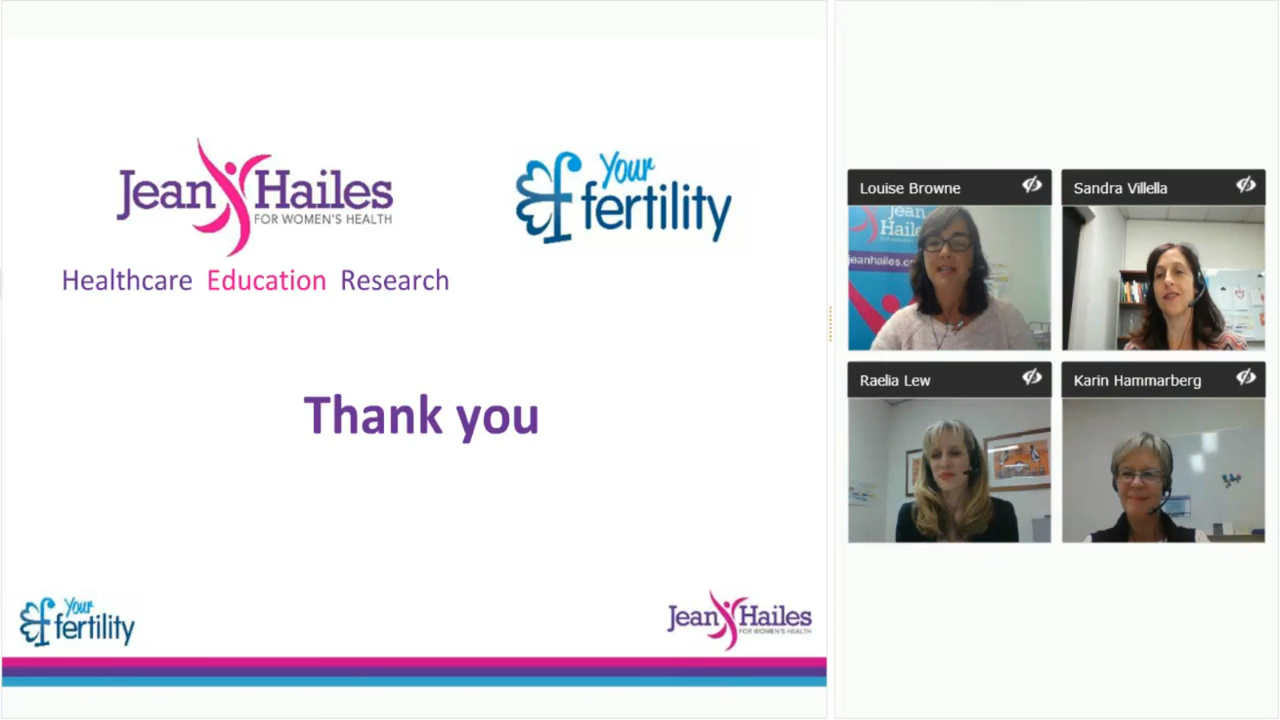 Jean Hailes
FOR WOMEN'S HEALTH
Your
fertility
Healthcare Education Research
Thank you
Your
fertility
Jean Hailes
FOR WOMEN'S HEALTH
Louise Browne
Sandra Villella
Jean
Raelia Lew
Karin Hammarberg